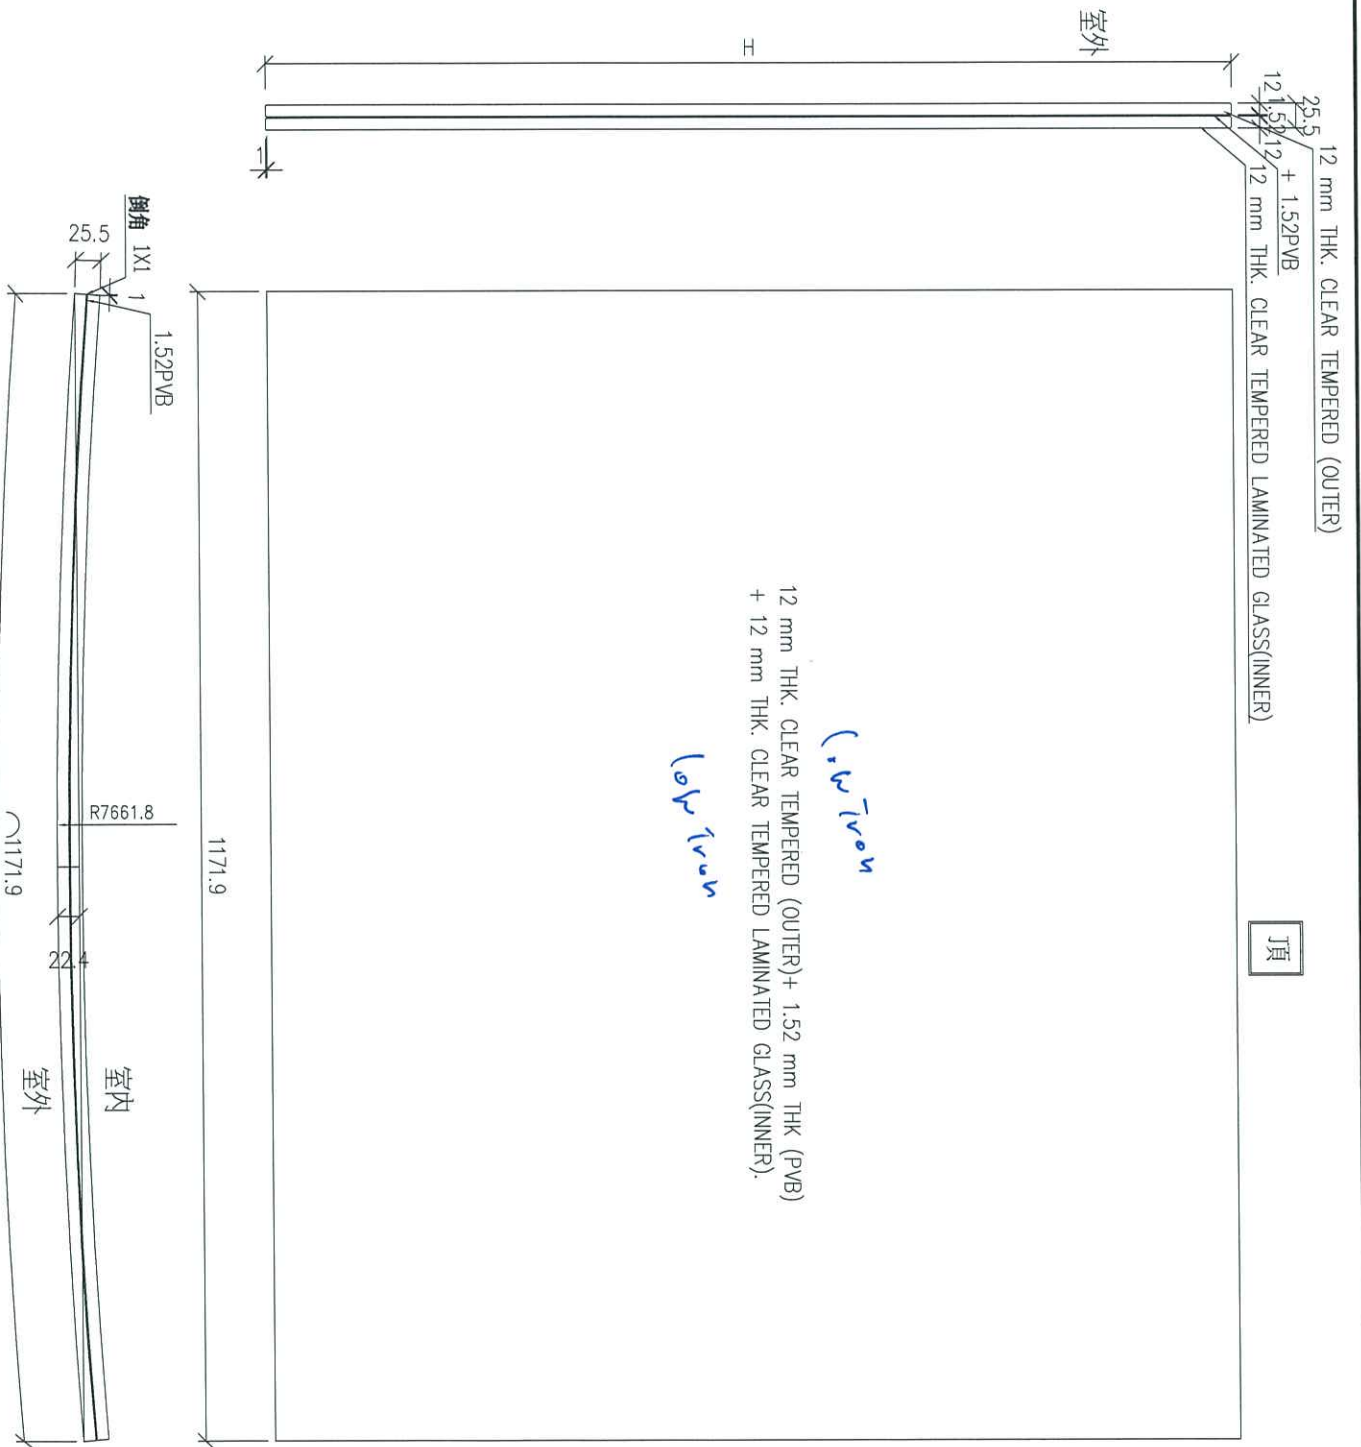 室外
H
25.5
12 1.52 12
12 mm THK. CLEAR TEMPERED (OUTER)
+ 1.52PVB
12 mm THK. CLEAR TEMPERED LAMINATED GLASS(INNER)
1
頂
low iron
12 mm THK. CLEAR TEMPERED (OUTER)+ 1.52 mm THK (PVB)
+ 12 mm THK. CLEAR TEMPERED LAMINATED GLASS(INNER).
low iron
1171.9
倒角 1X1
25.5
1
1.52PVB
R7661.8
22.4
室內
室外
1171.9